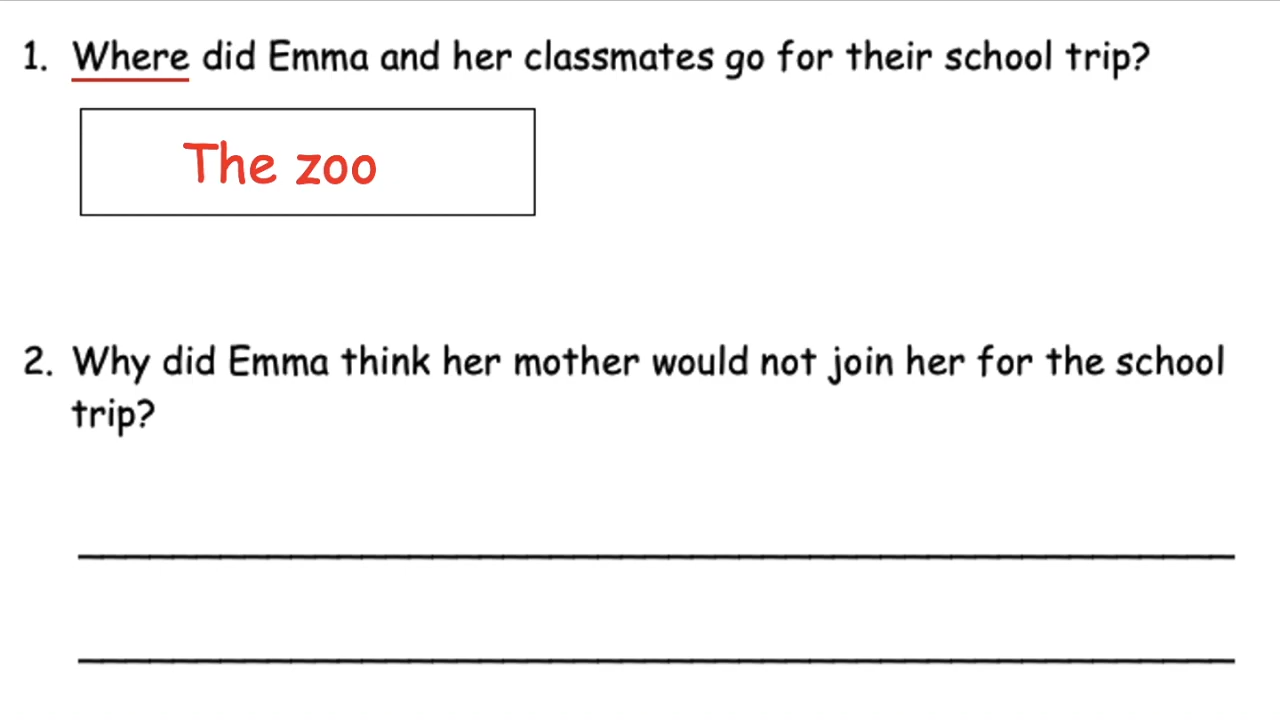 1. Where did Emma and her classmates go for their school trip?
The zoo
2. Why did Emma think her mother would not join her for the school
trip?